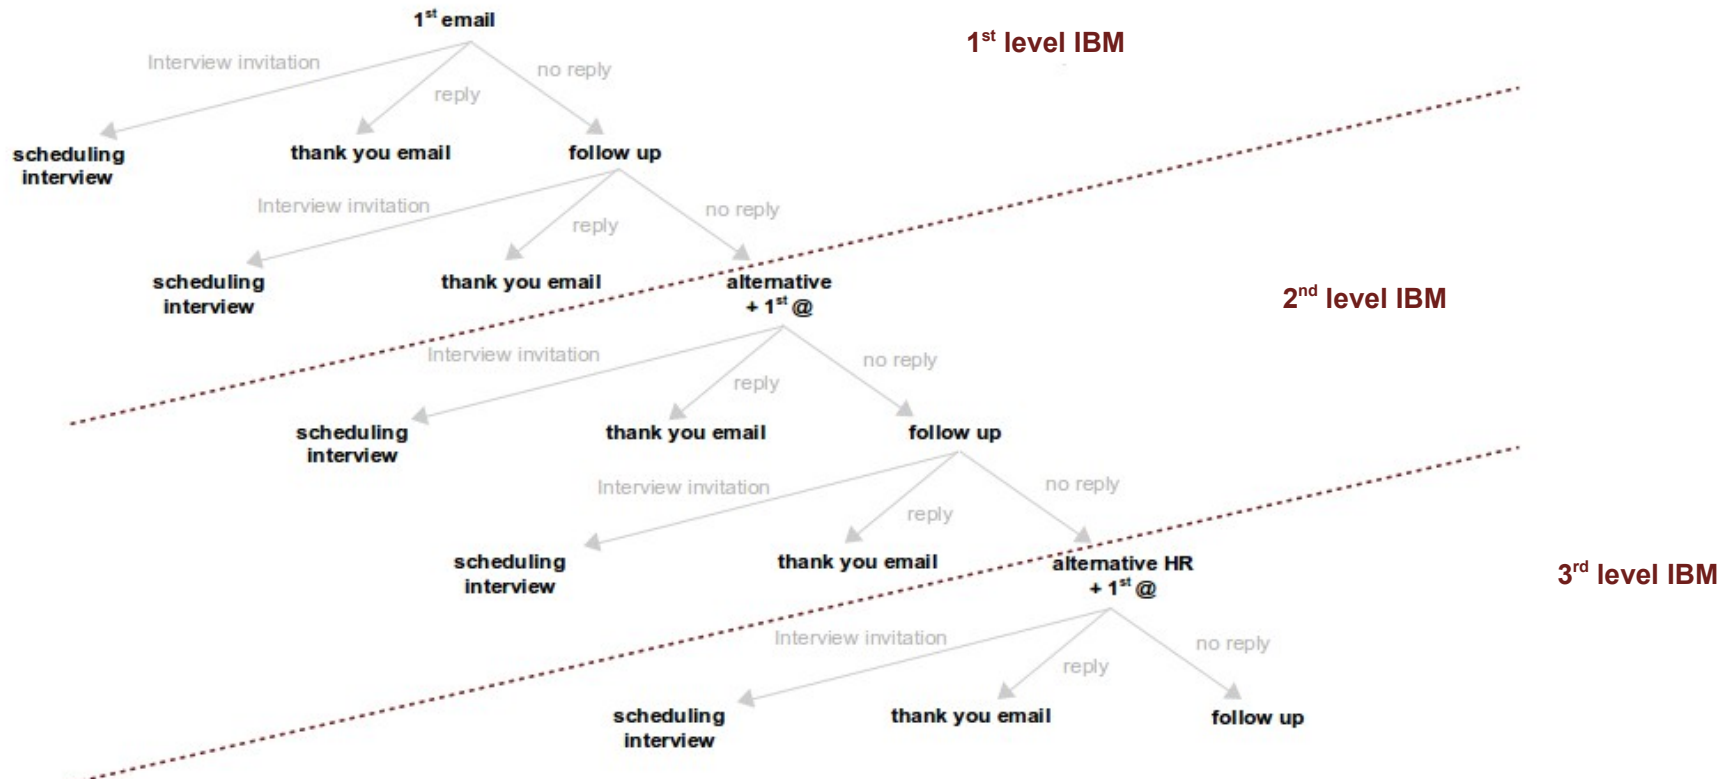 1st email
1st level IBM
Interview invitation
no reply
reply
scheduling
interview
thank you email
follow up
Interview invitation
no reply
reply
scheduling
interview
thank you email
alternative
+ 1st @
2nd level IBM
Interview invitation
no reply
reply
scheduling
interview
thank you email
follow up
Interview invitation
no reply
reply
scheduling
interview
thank you email
alternative HR
+ 1st @
3rd level IBM
Interview invitation
no reply
reply
scheduling
interview
thank you email
follow up